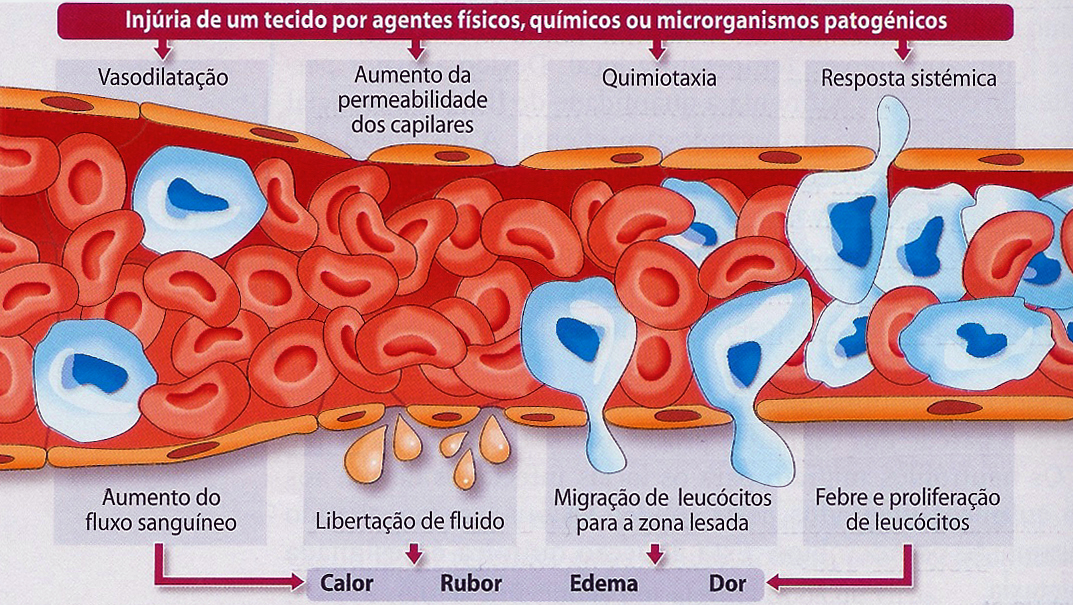 Injúria de um tecido por agentes físicos, químicos ou microrganismos patogénicos
Vasodilatação
Aumento da
permeabilidade
dos capilares
Quimiotaxia
Resposta sistémica
Aumento do
fluxo sanguíneo
Libertação de fluido
Migração de leucócitos
para a zona lesada
Febre e proliferação
de leucócitos
Calor Rubor Edema Dor